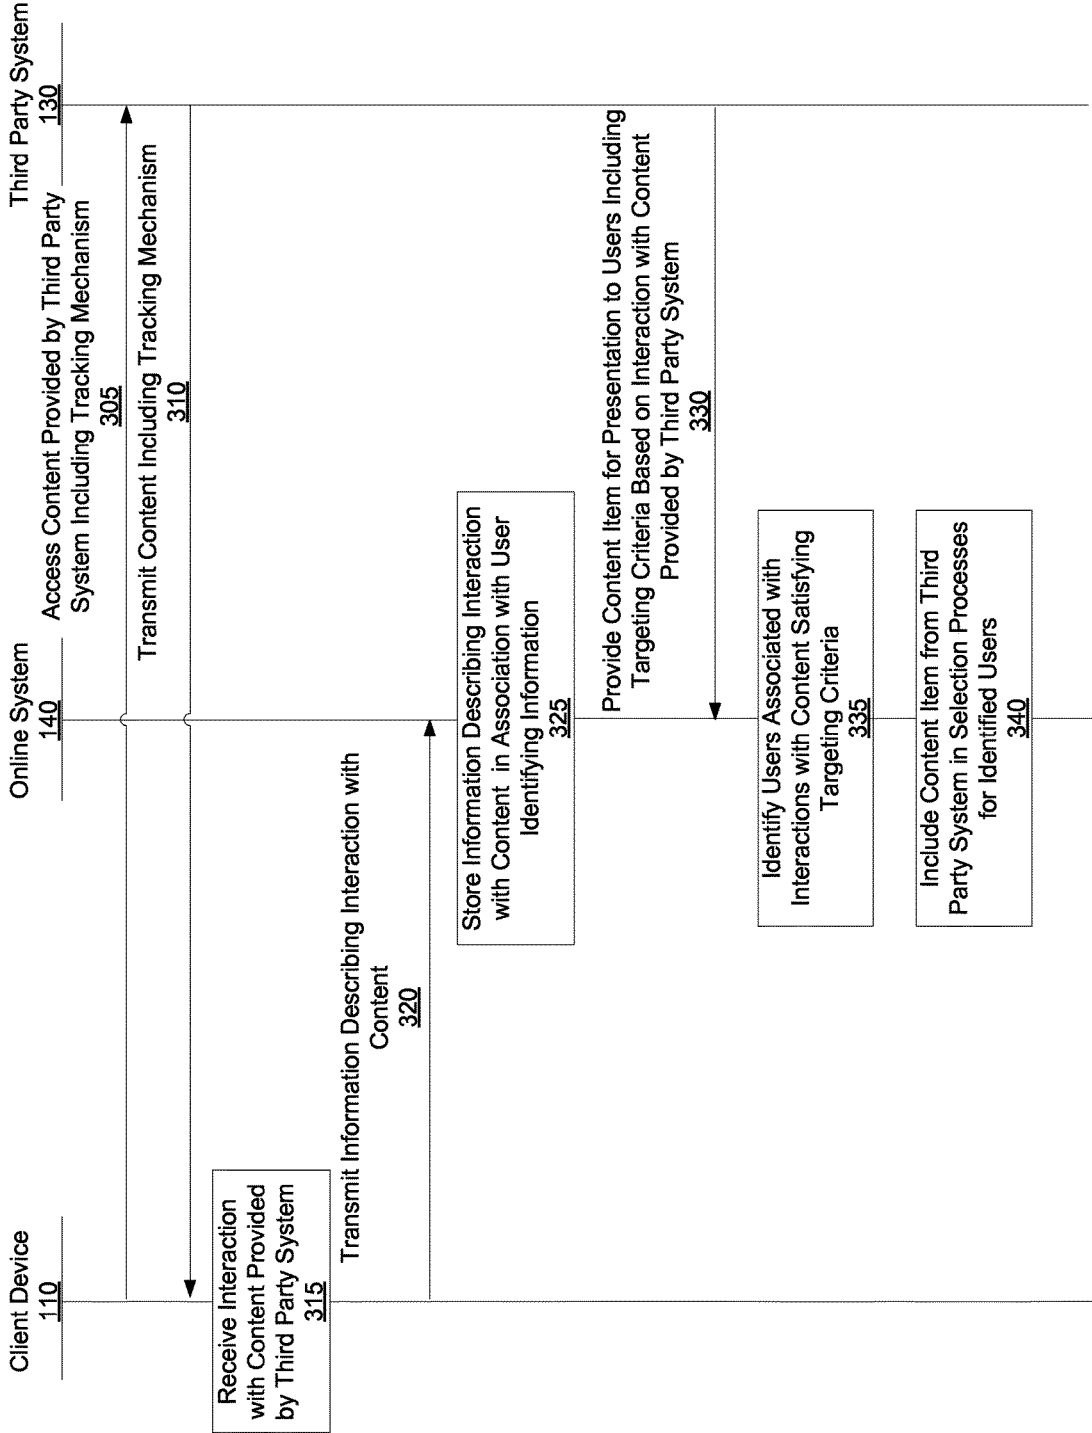 Client Device
110
Online System
140
Third Party System
130
Access Content Provided by Third Party
System Including Tracking Mechanism
305
Transmit Content Including Tracking Mechanism
310
Receive Interaction
with Content Provided
by Third Party System
315
Transmit Information Describing Interaction with
Content
320
Store Information Describing Interaction
with Content in Association with User
Identifying Information
325
Provide Content Item for Presentation to Users Including
Targeting Criteria Based on Interaction with Content
Provided by Third Party System
330
Identify Users Associated with
Interactions with Content Satisfying
Targeting Criteria
335
Include Content Item from Third
Party System in Selection Processes
for Identified Users
340